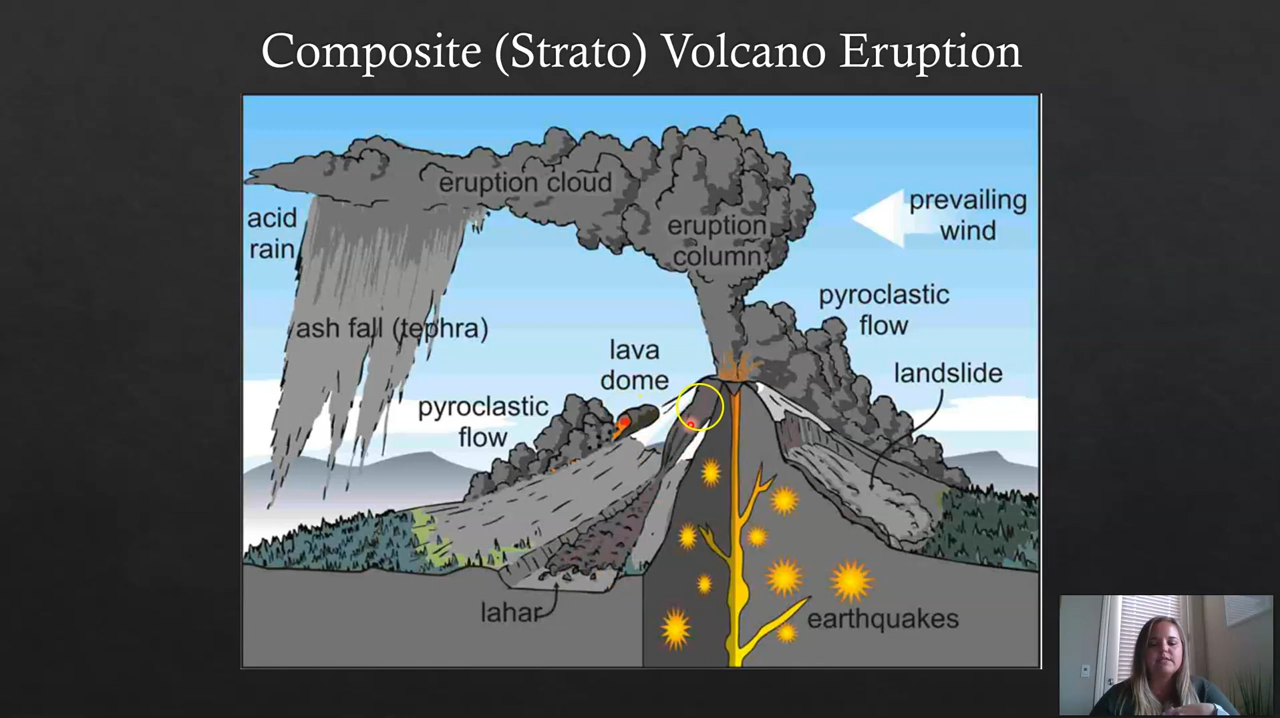 Composite (Strato) Volcano Eruption
eruption cloud
acid
rain
eruption
column
prevailing
wind
ash fall (tephra)
pyroclastic
flow
lava
dome
landslide
pyroclastic
flow
lahar
earthquakes